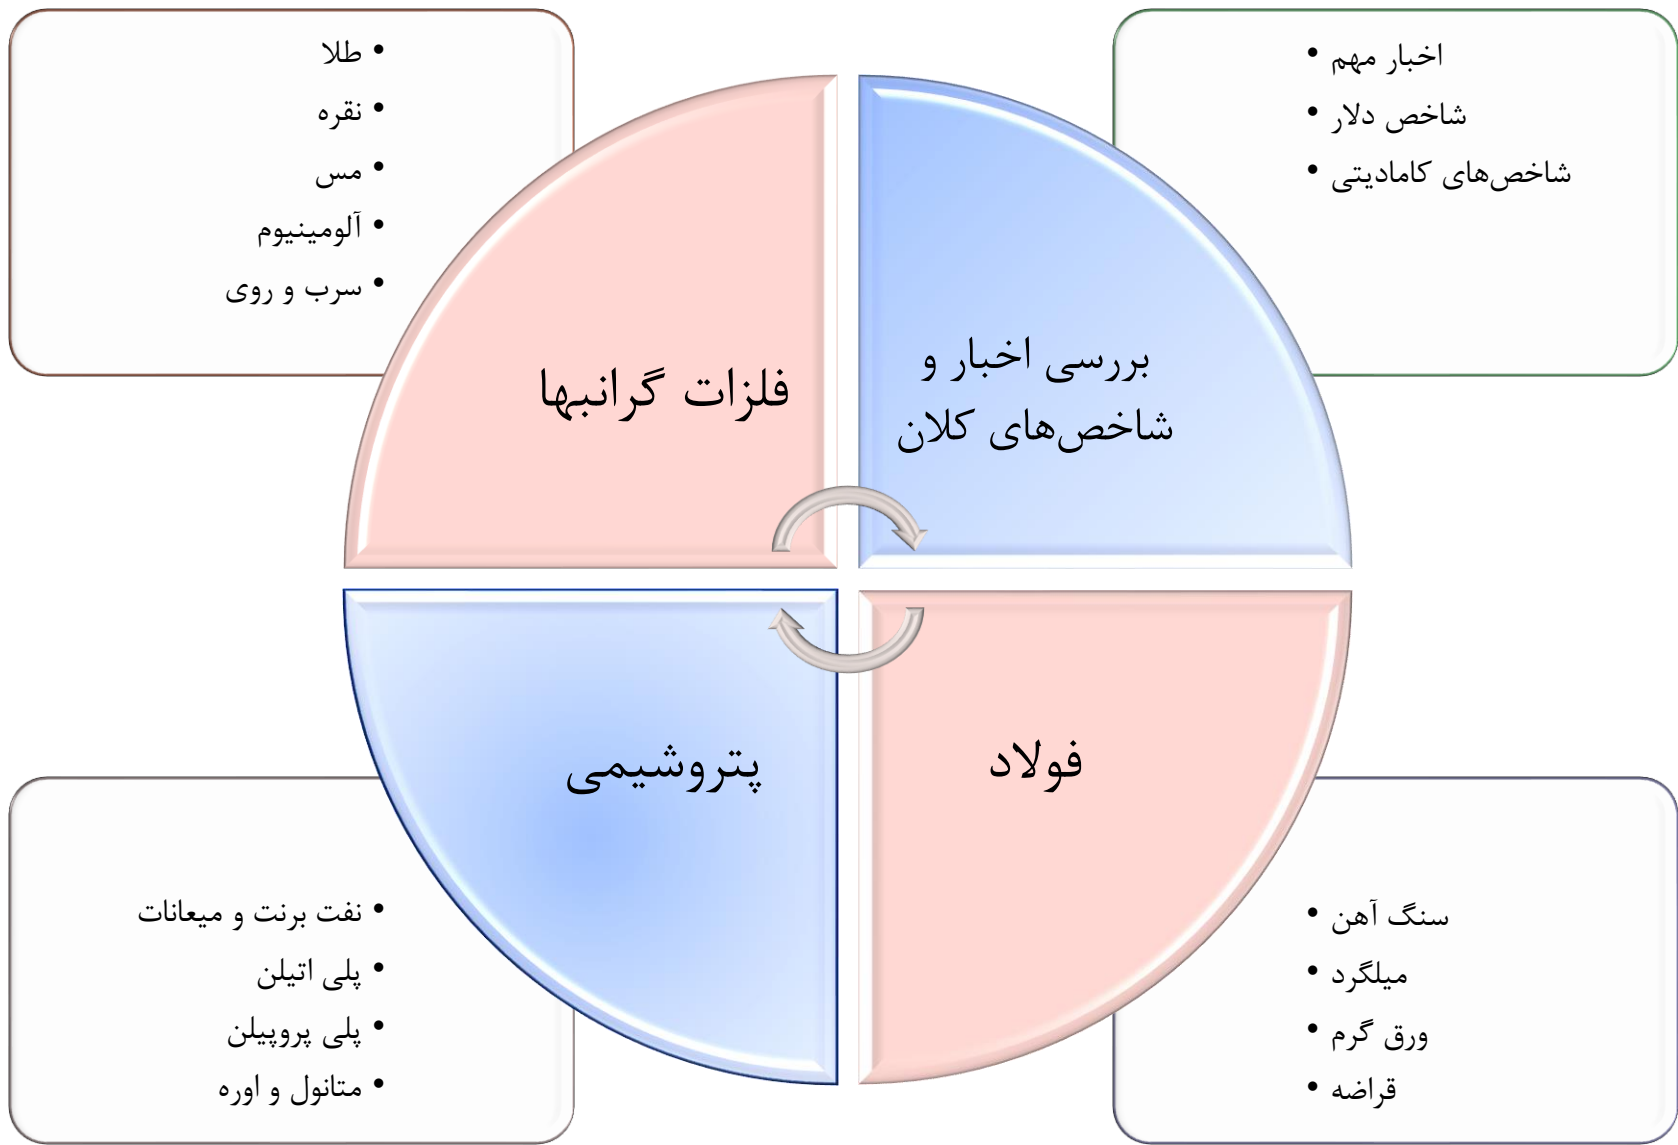 • اخبار مهم
• شاخص دلار
• شاخص‌های کامادیتی
بررسی اخبار و
شاخص‌های کلان
• طلا
• نقره
• مس
• آلومینیوم
• سرب و روی
فلزات گرانبها
فولاد
• سنگ آهن
• میلگرد
• ورق گرم
• قراضه
پتروشیمی
• نفت برنت و میعانات
• پلی اتیلن
• پلی پروپیلن
• متانول و اوره